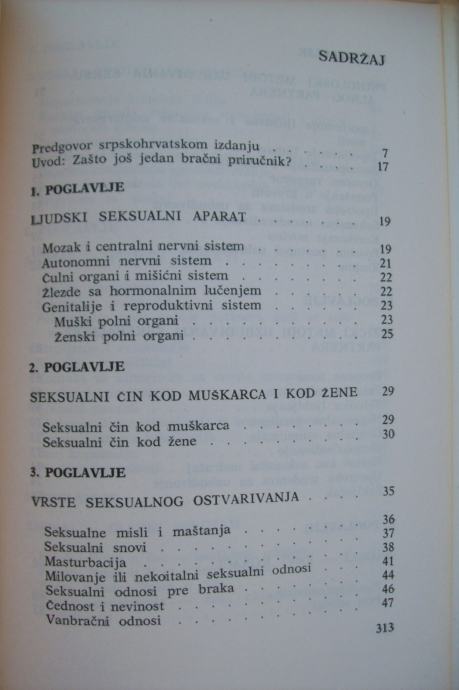 SADRŽAJ
Predgovor srpskohrvatskom izdanju . . . . . . 7
Uvod: Zašto još jedan bračni priručnik? . . . . 17
1. POGLAVLJE
LJUDSKI SEKSUALNI APARAT . . . . . . . 19
Mozak i centralni nervni sistem . . . . . . . 19
Autonomni nervni sistem . . . . . . . . . 21
Čulni organi i mišićni sistem . . . . . . . . 22
Žlezde sa hormonalnim lučenjem . . . . . . 22
Genitalije i reproduktivni sistem . . . . . . 23
Muški polni organi . . . . . . . . . . 23
Ženski polni organi . . . . . . . . . . 25
2. POGLAVLJE
SEKSUALNI ČIN KOD MUŠKARCA I KOD ŽENE 29
Seksualni čin kod muškarca . . . . . . . . 29
Seksualni čin kod žene . . . . . . . . . 30
3. POGLAVLJE
VRSTE SEKSUALNOG OSTVARIVANJA . . . . 35
Seksualne misli i maštanja . . . . . . . . 36
Seksualni snovi . . . . . . . . . . . 37
Masturbacija . . . . . . . . . . . . 38
Milovanje ili nekoitalni seksualni odnosi . . . 41
Seksualni odnosi pre braka . . . . . . . . 44
Čednost i nevinost . . . . . . . . . . 46
Vanbračni odnosi . . . . . . . . . . . 47
313